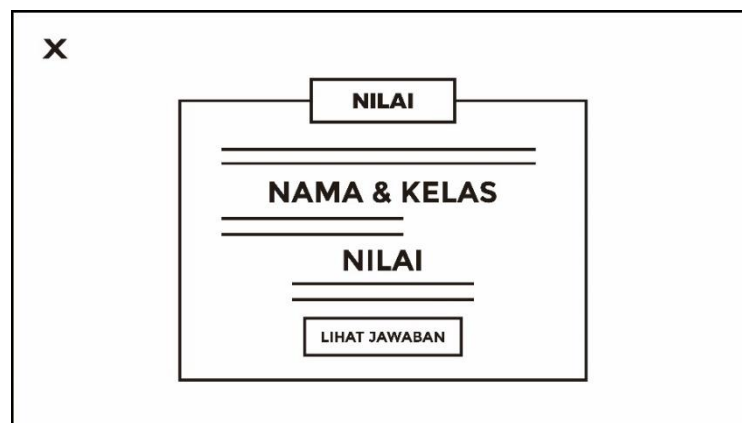 X
NILAI
NAMA & KELAS
NILAI
LIHAT JAWABAN